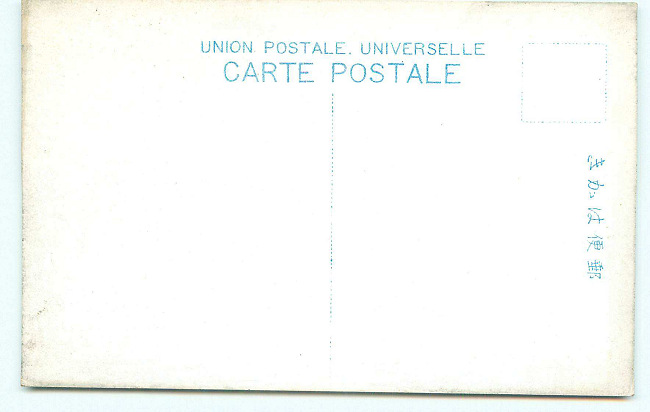 UNION POSTALE. UNIVERSELLE
CARTE POSTALE
郵便はかき